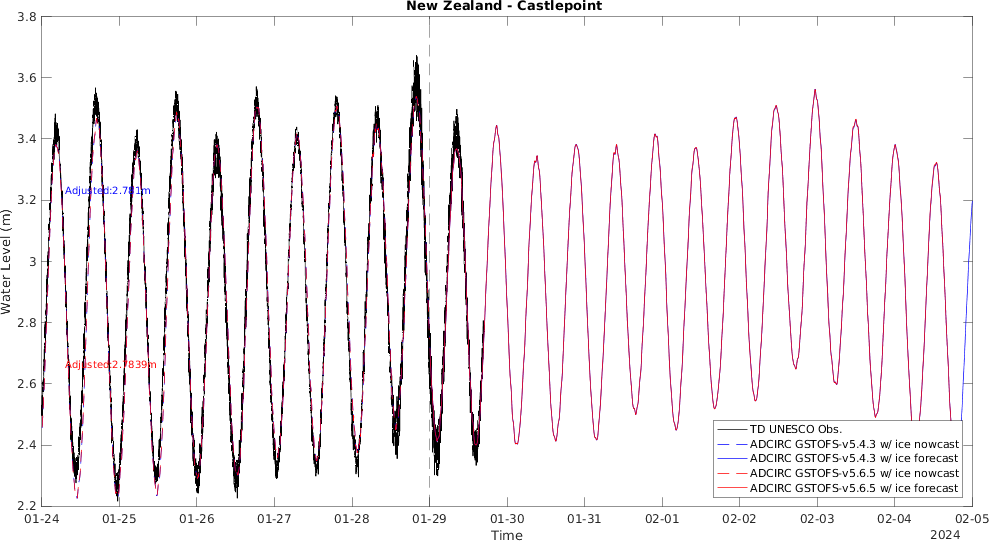 New Zealand - Castlepoint
3.8
3.6
3.4
3.2
3
2.8
2.6
2.4
2.2
Water Level (m)
Adjusted:2.781m
Adjusted:2.7839m
TD UNESCO Obs.
ADCIRC GSTOFS-v5.4.3 w/ ice nowcast
ADCIRC GSTOFS-v5.4.3 w/ ice forecast
ADCIRC GSTOFS-v5.6.5 w/ ice nowcast
ADCIRC GSTOFS-v5.6.5 w/ ice forecast
01-24 01-25 01-26 01-27 01-28 01-29 01-30 01-31 02-01 02-02 02-03 02-04 02-05
Time
2024